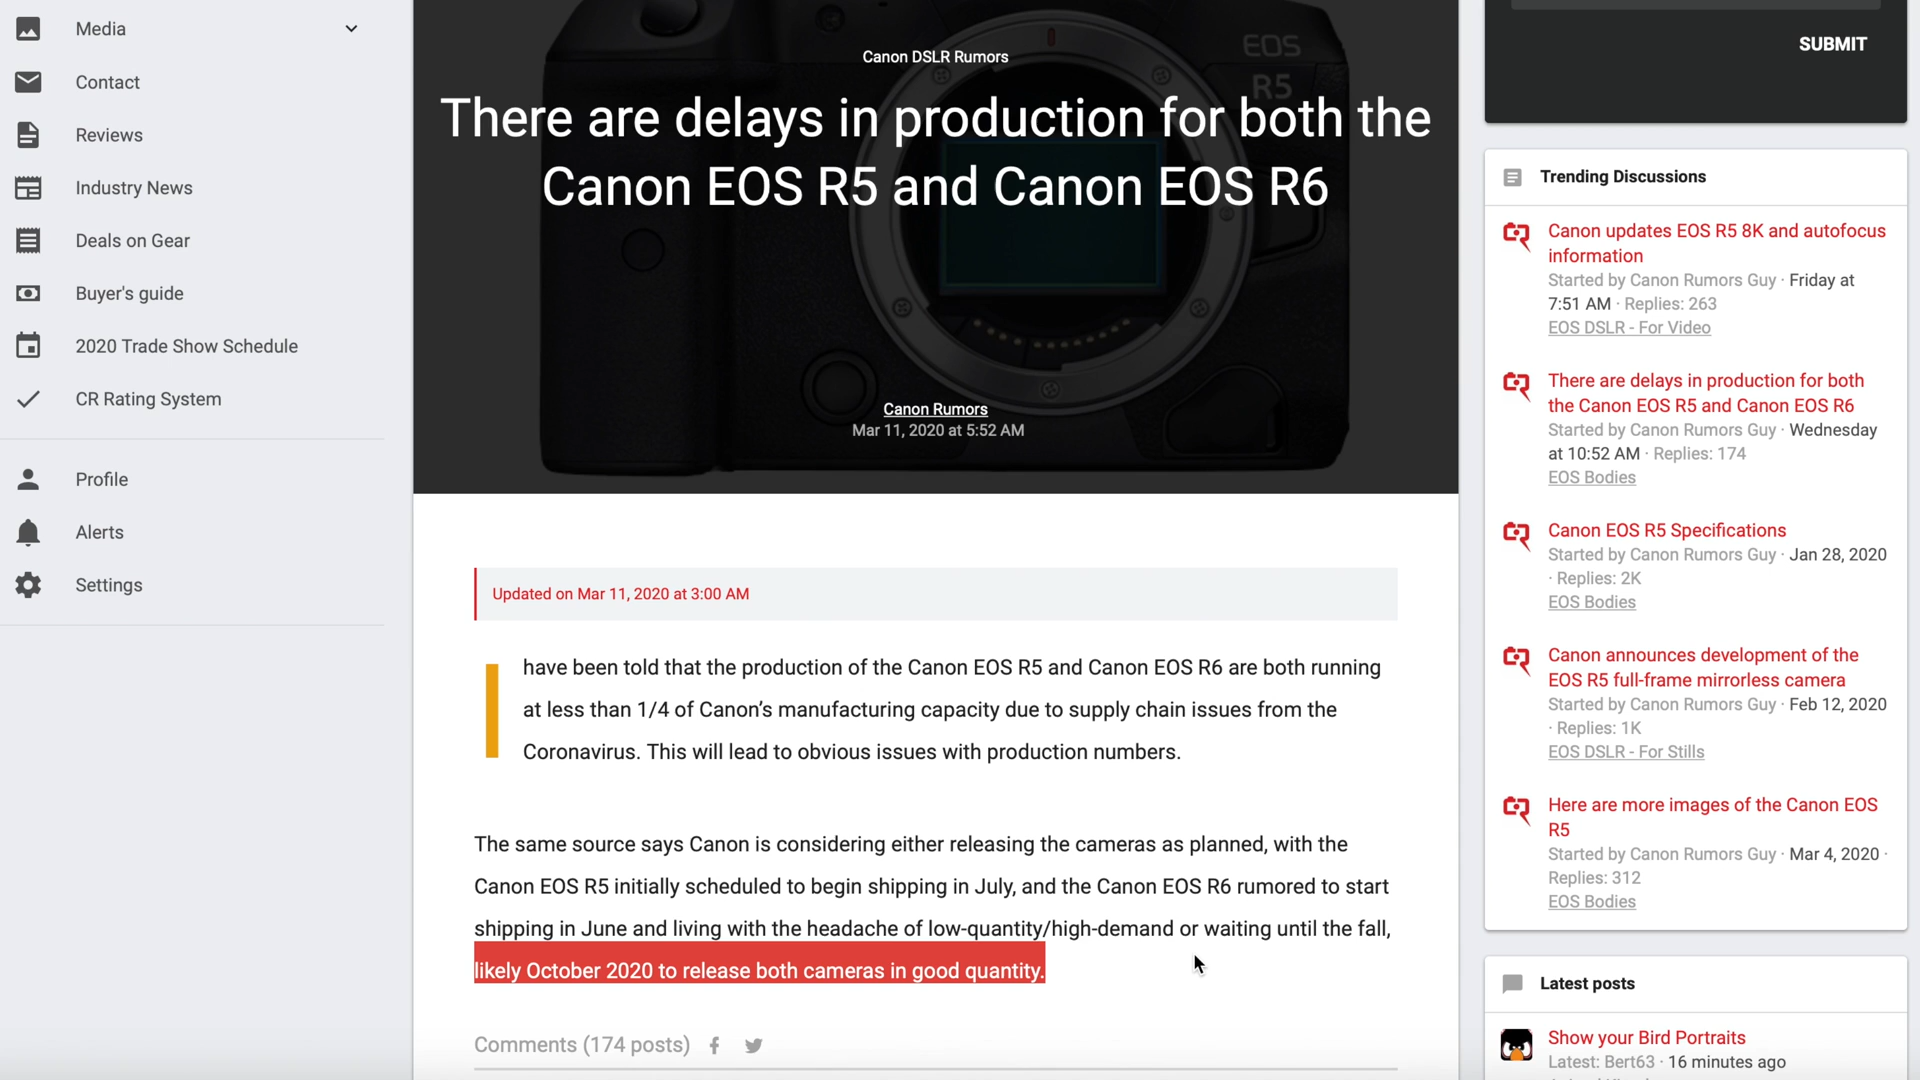 Media
Contact
Reviews
Industry News
Deals on Gear
Buyer's guide
2020 Trade Show Schedule
CR Rating System
Profile
Alerts
Settings
EOS
R5
Canon DSLR Rumors
There are delays in production for both the
Canon EOS R5 and Canon EOS R6
Canon Rumors
Mar 11, 2020 at 5:52 AM
Updated on Mar 11, 2020 at 3:00 AM
I have been told that the production of the Canon EOS R5 and Canon EOS R6 are both running
at less than 1/4 of Canon’s manufacturing capacity due to supply chain issues from the
Coronavirus. This will lead to obvious issues with production numbers.
The same source says Canon is considering either releasing the cameras as planned, with the
Canon EOS R5 initially scheduled to begin shipping in July, and the Canon EOS R6 rumored to start
shipping in June and living with the headache of low-quantity/high-demand or waiting until the fall,
likely October 2020 to release both cameras in good quantity.
Comments (174 posts)
SUBMIT
Trending Discussions
Canon updates EOS R5 8K and autofocus
information
Started by Canon Rumors Guy · Friday at
7:51 AM · Replies: 263
EOS DSLR - For Video
There are delays in production for both
the Canon EOS R5 and Canon EOS R6
Started by Canon Rumors Guy · Wednesday
at 10:52 AM · Replies: 174
EOS Bodies
Canon EOS R5 Specifications
Started by Canon Rumors Guy · Jan 28, 2020
· Replies: 2K
EOS Bodies
Canon announces development of the
EOS R5 full-frame mirrorless camera
Started by Canon Rumors Guy · Feb 12, 2020
· Replies: 1K
EOS DSLR - For Stills
Here are more images of the Canon EOS
R5
Started by Canon Rumors Guy · Mar 4, 2020 ·
Replies: 312
EOS Bodies
Latest posts
Show your Bird Portraits
Latest: Bert63 · 16 minutes ago